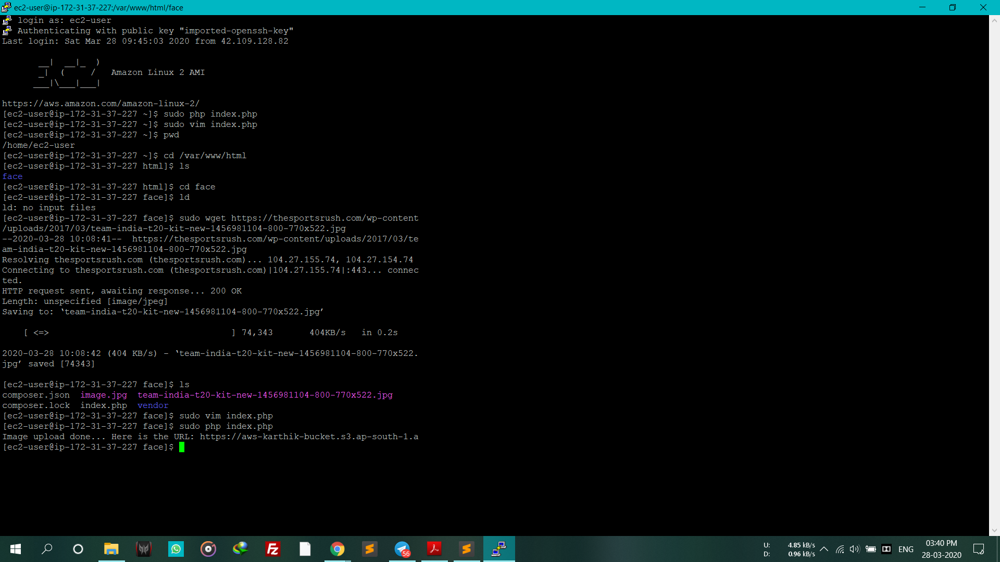 ec2-user@ip-172-31-37-227:/var/www/html/face
login as: ec2-user
Authenticating with public key "imported-openssh-key"
Last login: Sat Mar 28 09:45:03 2020 from 42.109.128.82
__|  __|_  )
_|  (     /   Amazon Linux 2 AMI
___|\___|___|
https://aws.amazon.com/amazon-linux-2/
[ec2-user@ip-172-31-37-227 ~]$ sudo php index.php
[ec2-user@ip-172-31-37-227 ~]$ sudo vim index.php
[ec2-user@ip-172-31-37-227 ~]$ pwd
/home/ec2-user
[ec2-user@ip-172-31-37-227 ~]$ cd /var/www/html
[ec2-user@ip-172-31-37-227 html]$ ls
face
[ec2-user@ip-172-31-37-227 html]$ cd face
[ec2-user@ip-172-31-37-227 face]$ ld
ld: no input files
[ec2-user@ip-172-31-37-227 face]$ sudo wget https://thesportsrush.com/wp-content
/uploads/2017/03/team-india-t20-kit-new-1456981104-800-770x522.jpg
--2020-03-28 10:08:41--  https://thesportsrush.com/wp-content/uploads/2017/03/te
am-india-t20-kit-new-1456981104-800-770x522.jpg
Resolving thesportsrush.com (thesportsrush.com)... 104.27.155.74, 104.27.154.74
Connecting to thesportsrush.com (thesportsrush.com)|104.27.155.74|:443... connec
ted.
HTTP request sent, awaiting response... 200 OK
Length: unspecified [image/jpeg]
Saving to: ‘team-india-t20-kit-new-1456981104-800-770x522.jpg’
[ <=>                                   ] 74,343       404KB/s   in 0.2s
2020-03-28 10:08:42 (404 KB/s) - ‘team-india-t20-kit-new-1456981104-800-770x522.
jpg’ saved [74343]
[ec2-user@ip-172-31-37-227 face]$ ls
composer.json  image.jpg  team-india-t20-kit-new-1456981104-800-770x522.jpg
composer.lock  index.php  vendor
[ec2-user@ip-172-31-37-227 face]$ sudo vim index.php
[ec2-user@ip-172-31-37-227 face]$ sudo php index.php
Image upload done... Here is the URL: https://aws-karthik-bucket.s3.ap-south-1.a
[ec2-user@ip-172-31-37-227 face]$
Fz
56
U: 4.85 kB/s
D: 0.96 kB/s
ENG
03:40 PM
28-03-2020